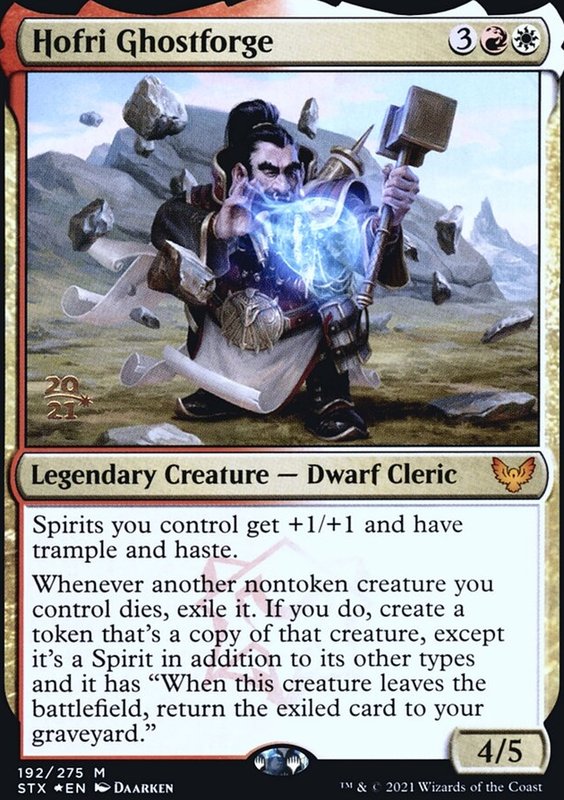 Hofri Ghostforge
3
20
21
Legendary Creature — Dwarf Cleric
Spirits you control get +1/+1 and have
trample and haste.
Whenever another nontoken creature you
control dies, exile it. If you do, create a
token that's a copy of that creature, except
it's a Spirit in addition to its other types
and it has “When this creature leaves the
battlefield, return the exiled card to your
graveyard.”
4/5
192/275 M
STX ★ EN DAARKEN
™ & © 2021 Wizards of the Coast